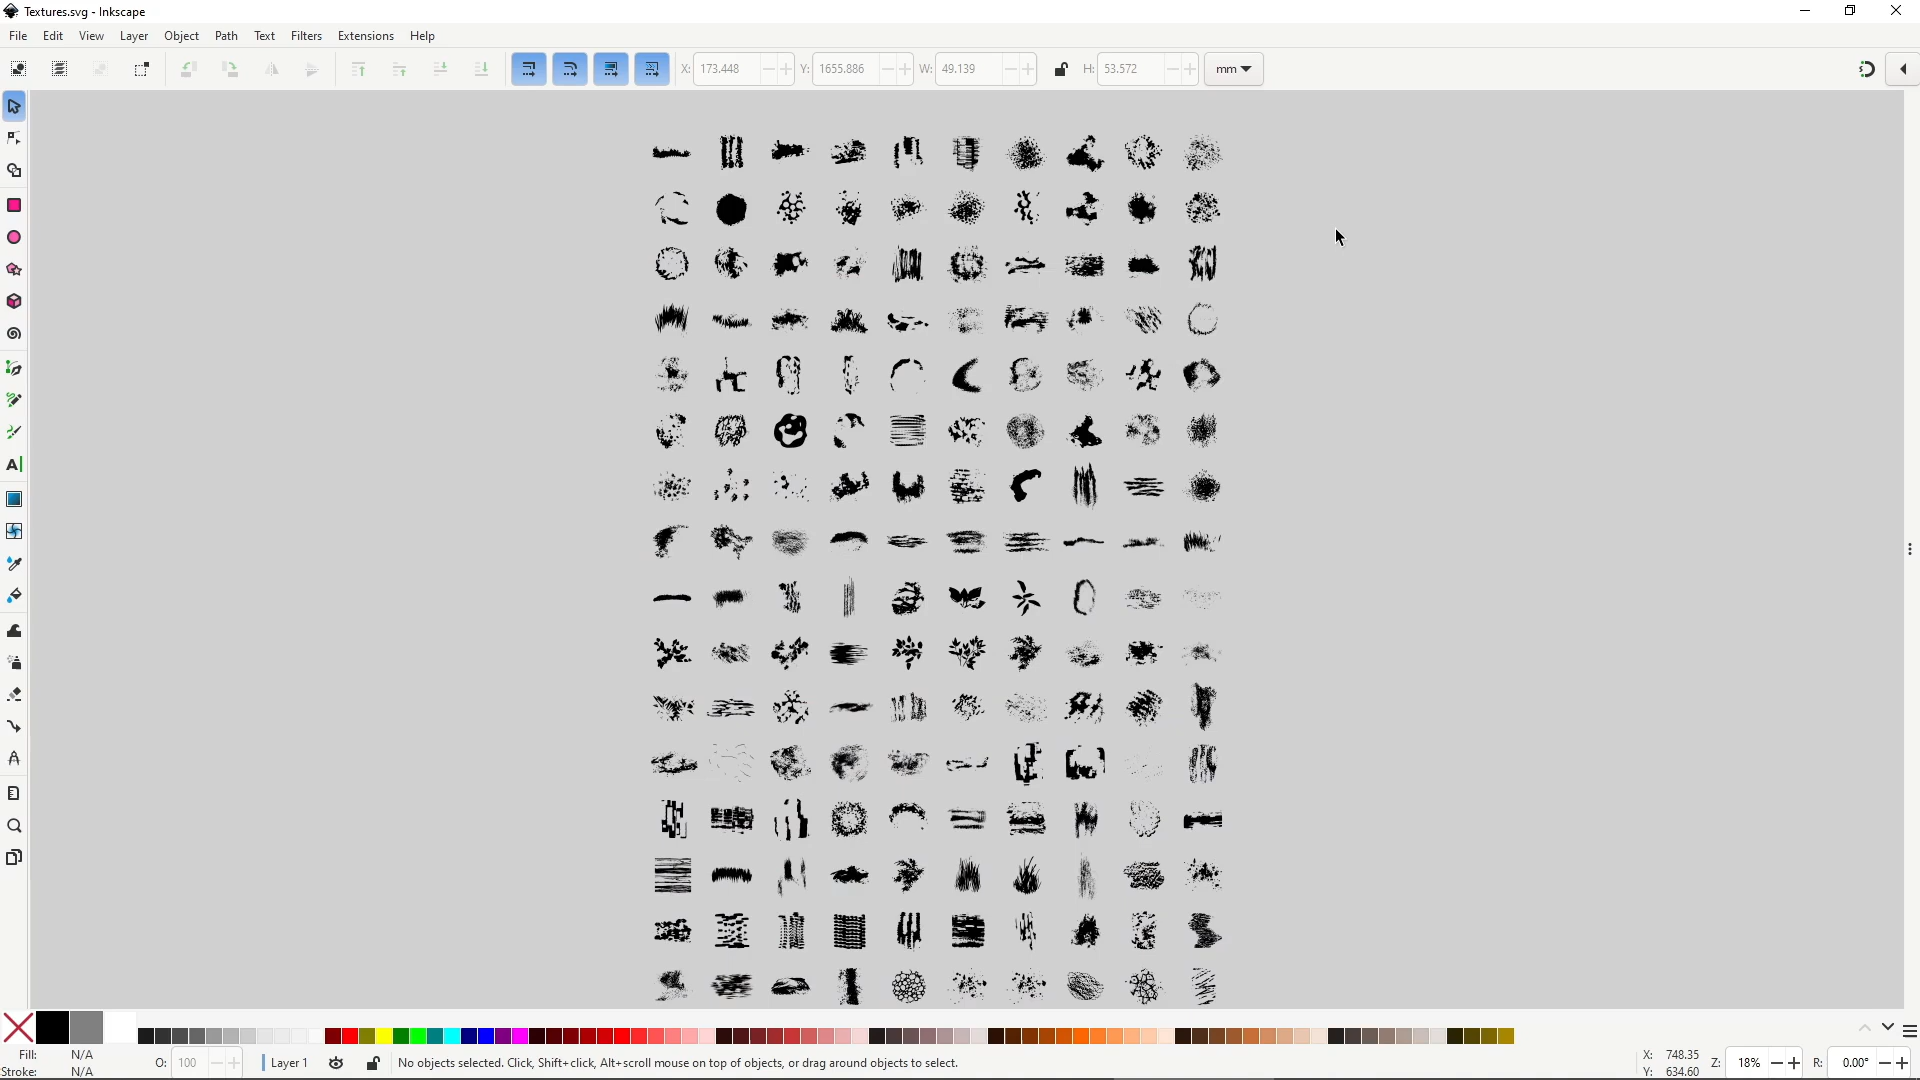 Textures.svg - Inkscape
File Edit View Layer Object Path Text Filters Extensions Help
X: 173.448 Y: 1655.886 W: 49.139 H: 53.572 mm
Fill: N/A O: 100 Layer 1 No objects selected. Click, Shift+click, Alt+scroll mouse on top of objects, or drag around objects to select. X: 748.35 Z: 18% R: 0.00°
Stroke: N/A Y: 634.60